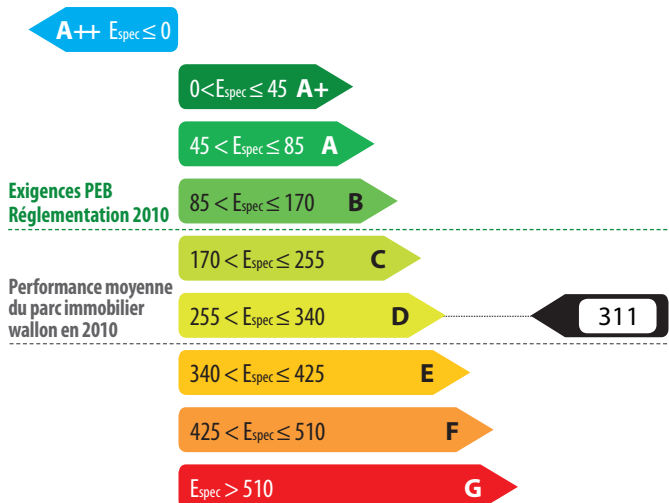 A++ Espec ≤ 0
0<Espec ≤ 45 A+
45 < Espec ≤ 85 A
Exigences PEB
Réglementation 2010
85 < Espec ≤ 170 B
170 < Espec ≤ 255 C
Performance moyenne
du parc immobilier
wallon en 2010
255 < Espec ≤ 340 D
311
340 < Espec ≤ 425 E
425 < Espec ≤ 510 F
Espec > 510 G